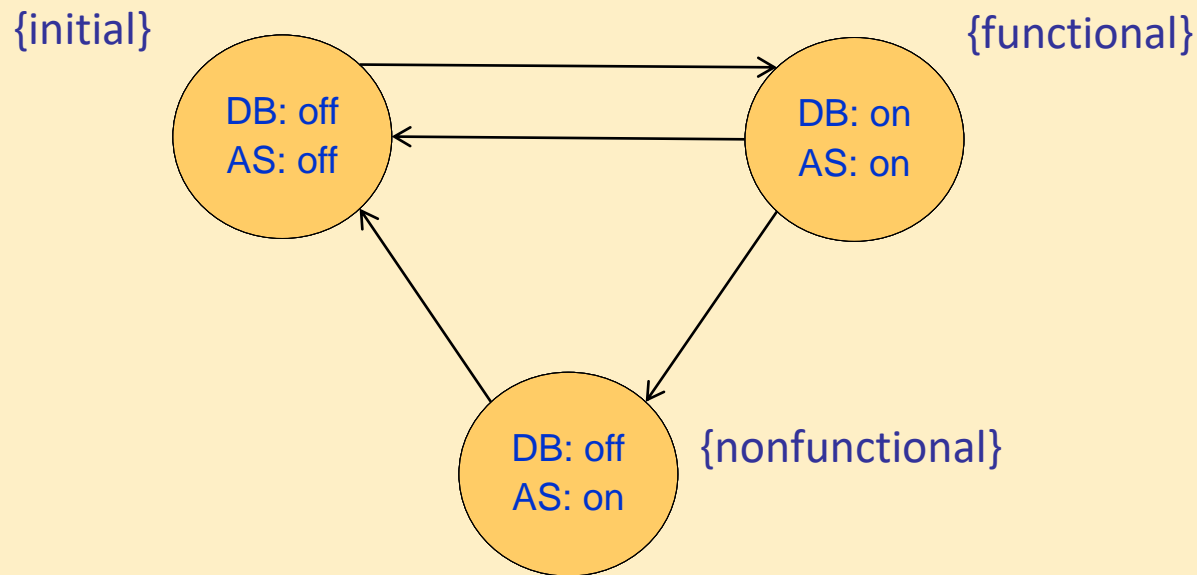 {initial}
{functional}
DB: off
AS: off
DB: on
AS: on
DB: off
AS: on
{nonfunctional}